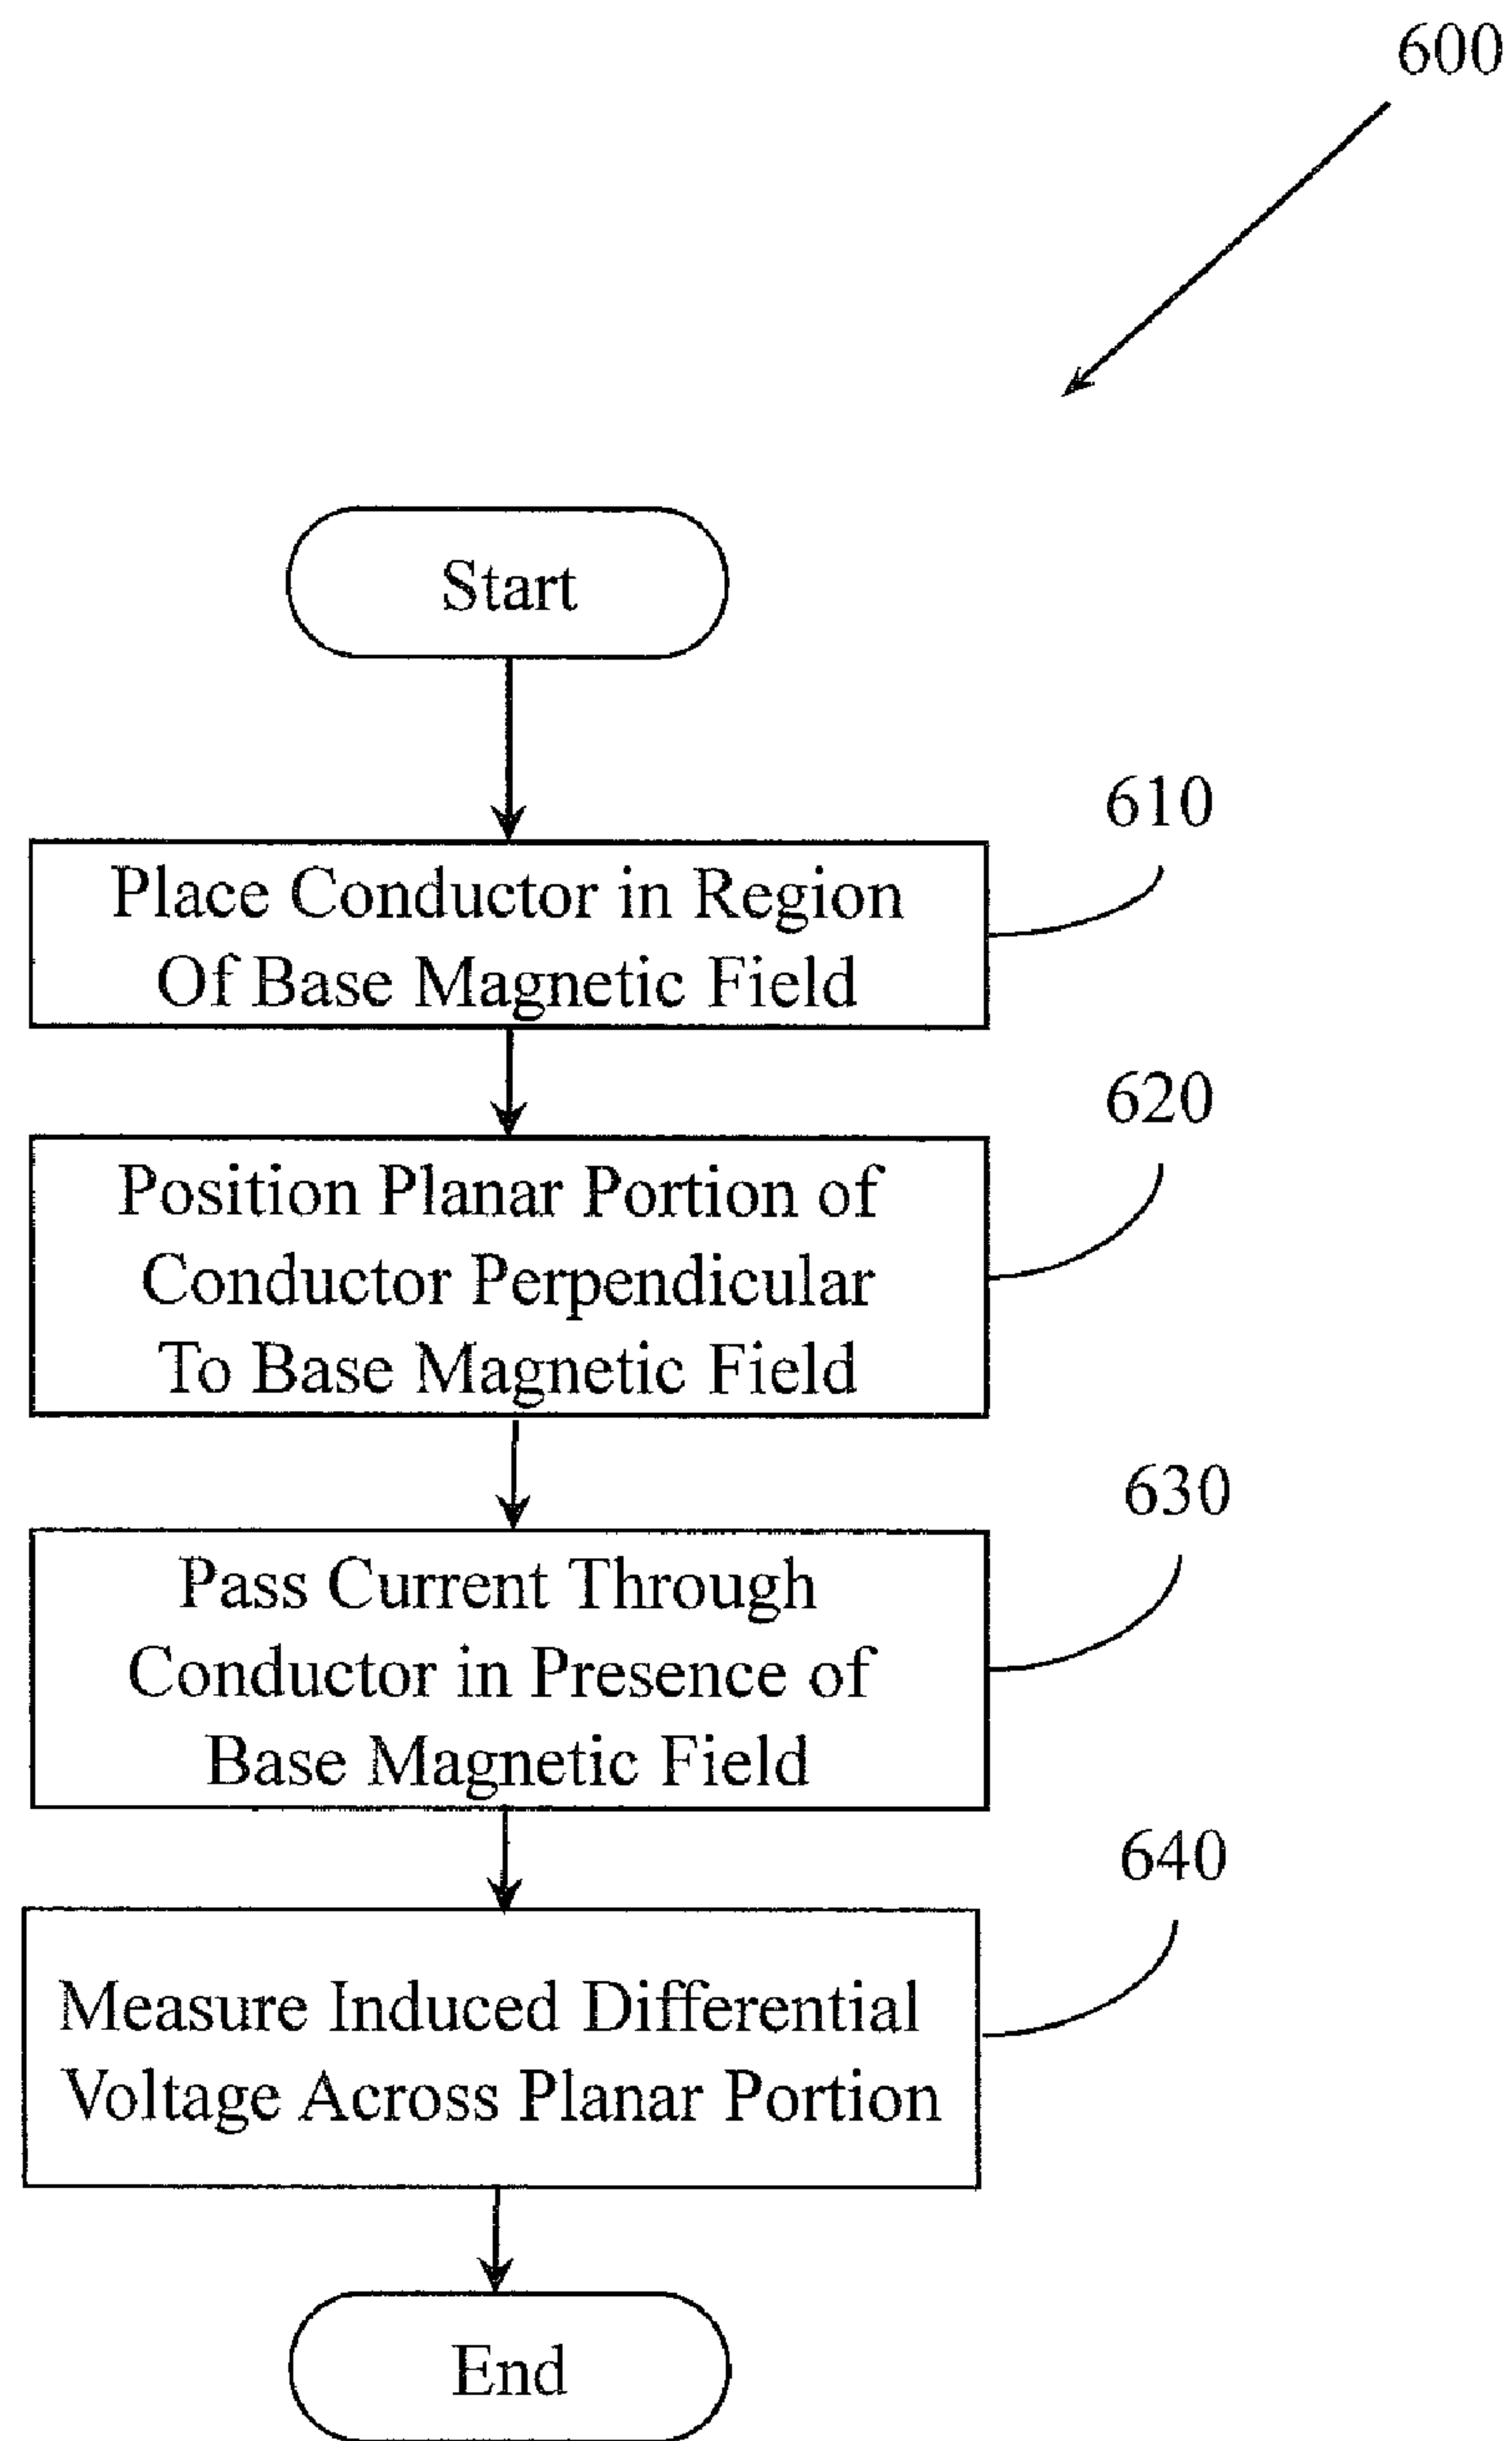 600
Start
610
Place Conductor in Region
Of Base Magnetic Field
620
Position Planar Portion of
Conductor Perpendicular
To Base Magnetic Field
630
Pass Current Through
Conductor in Presence of
Base Magnetic Field
640
Measure Induced Differential
Voltage Across Planar Portion
End